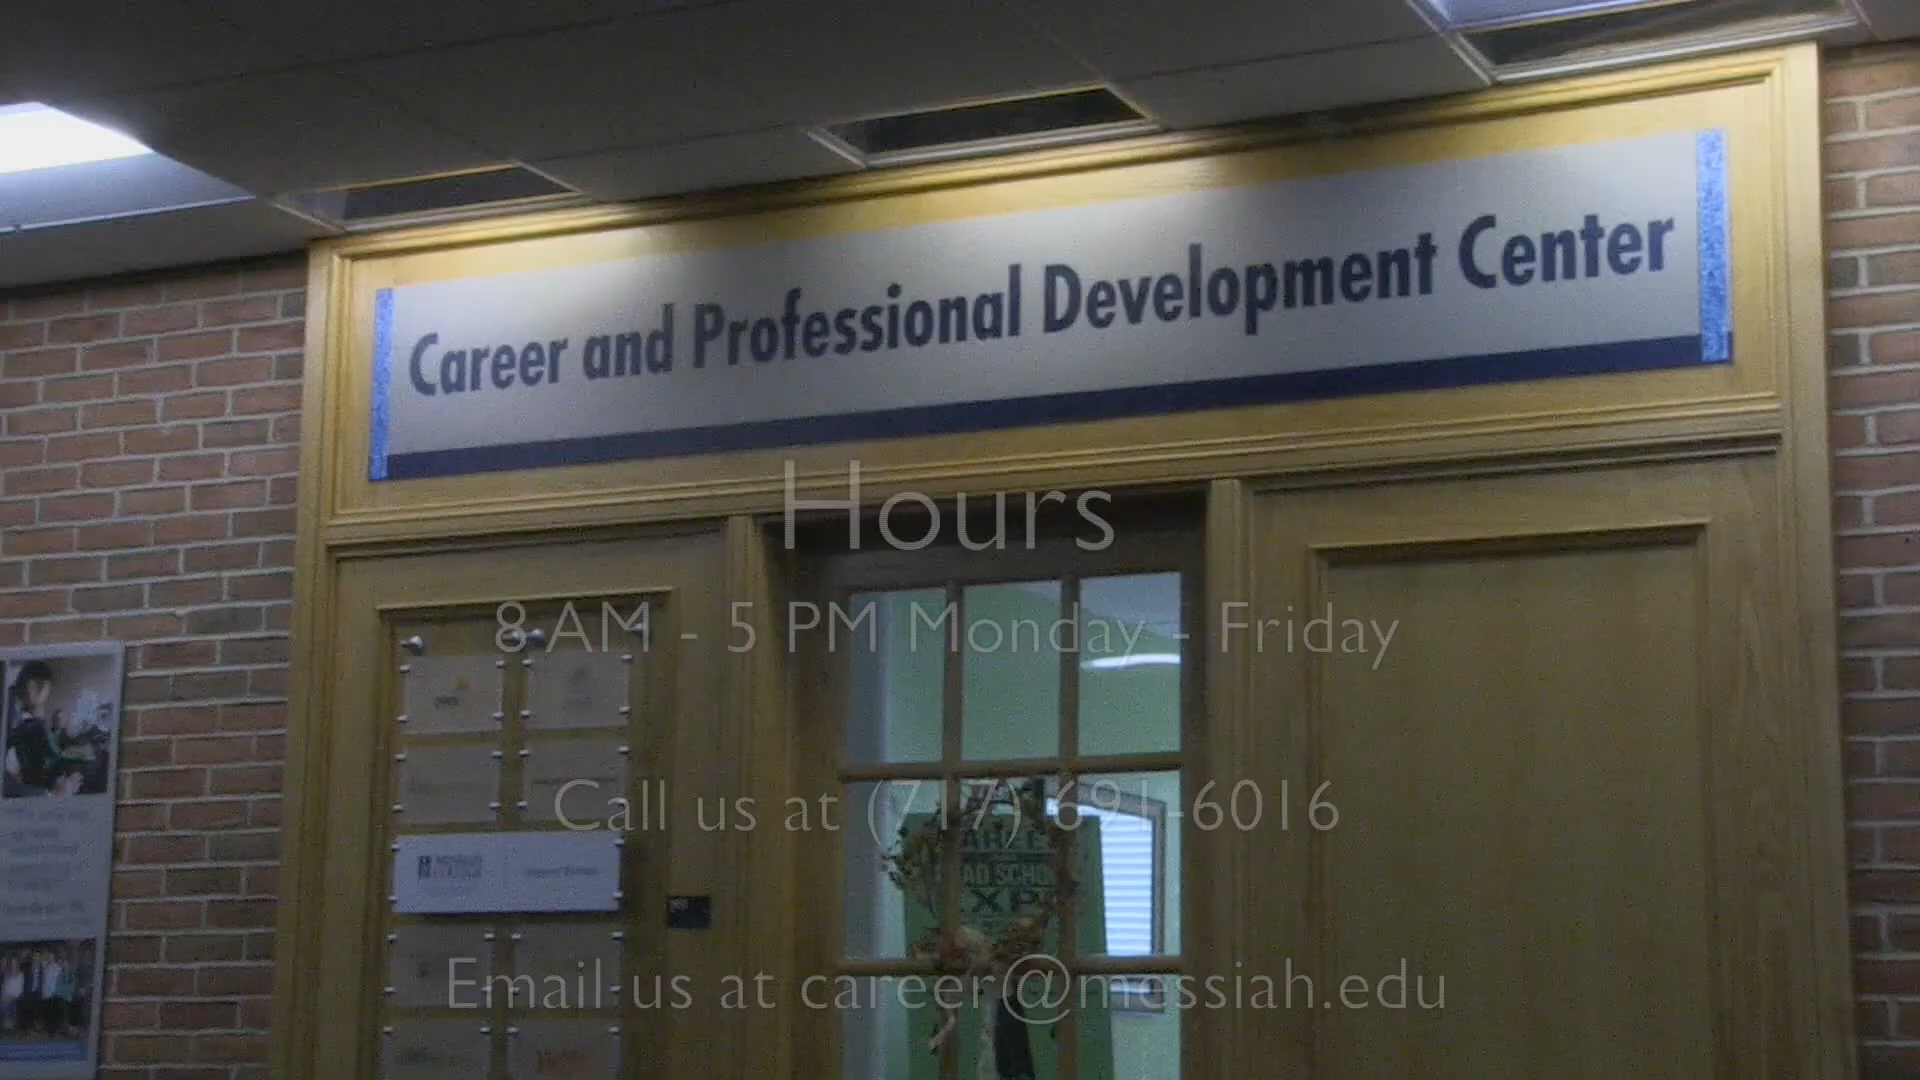 Career and Professional Development Center
Hours
8 AM - 5 PM Monday - Friday
Call us at (717) 691-6016
Email us at career@messiah.edu